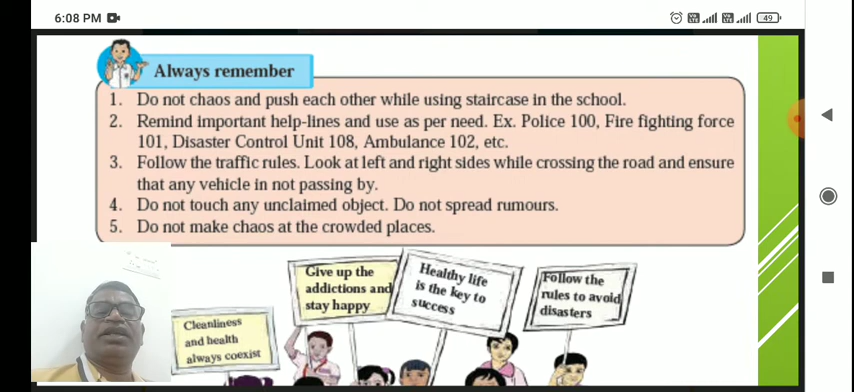 6:08 PM
49
Always remember
1. Do not chaos and push each other while using staircase in the school.
2. Remind important help-lines and use as per need. Ex. Police 100, Fire fighting force
101, Disaster Control Unit 108, Ambulance 102, etc.
3. Follow the traffic rules. Look at left and right sides while crossing the road and ensure
that any vehicle in not passing by.
4. Do not touch any unclaimed object. Do not spread rumours.
5. Do not make chaos at the crowded places.
Cleanliness
and health
always coexist
Give up the
addictions and
stay happy
Healthy life
is the key to
success
Follow the
rules to avoid
disasters